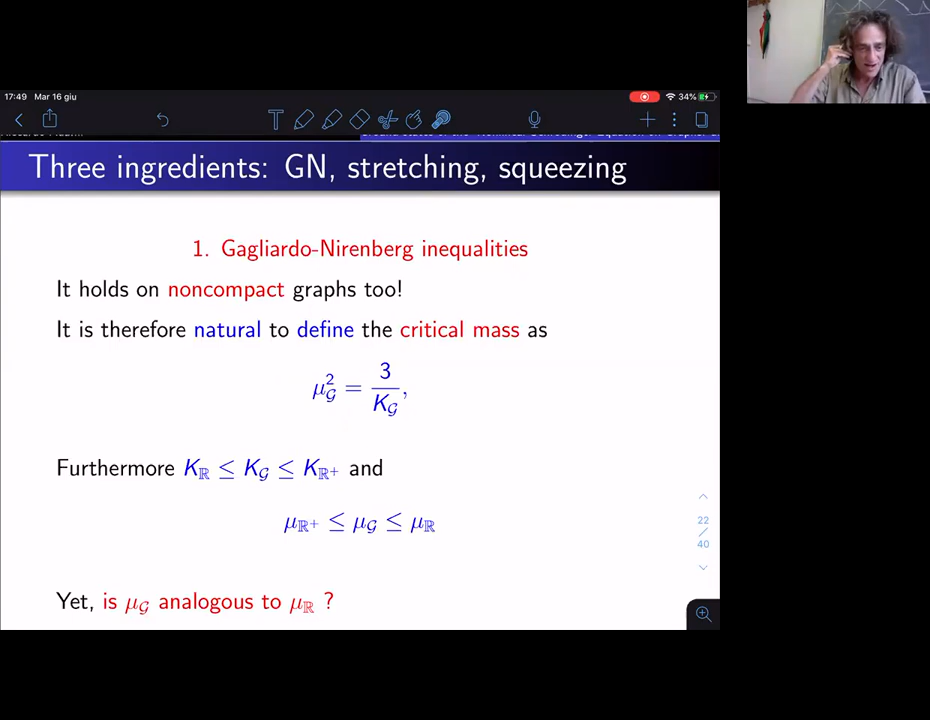 17:49 Mar 16 giu
34%
Three ingredients: GN, stretching, squeezing
1. Gagliardo-Nirenberg inequalities
It holds on noncompact graphs too!
It is therefore natural to define the critical mass as
μ²_𝒢 = 3/K_𝒢,
Furthermore K_ℝ ≤ K_𝒢 ≤ K_ℝ⁺ and
μ_ℝ⁺ ≤ μ_𝒢 ≤ μ_ℝ
22
/
40
Yet, is μ_𝒢 analogous to μ_ℝ ?